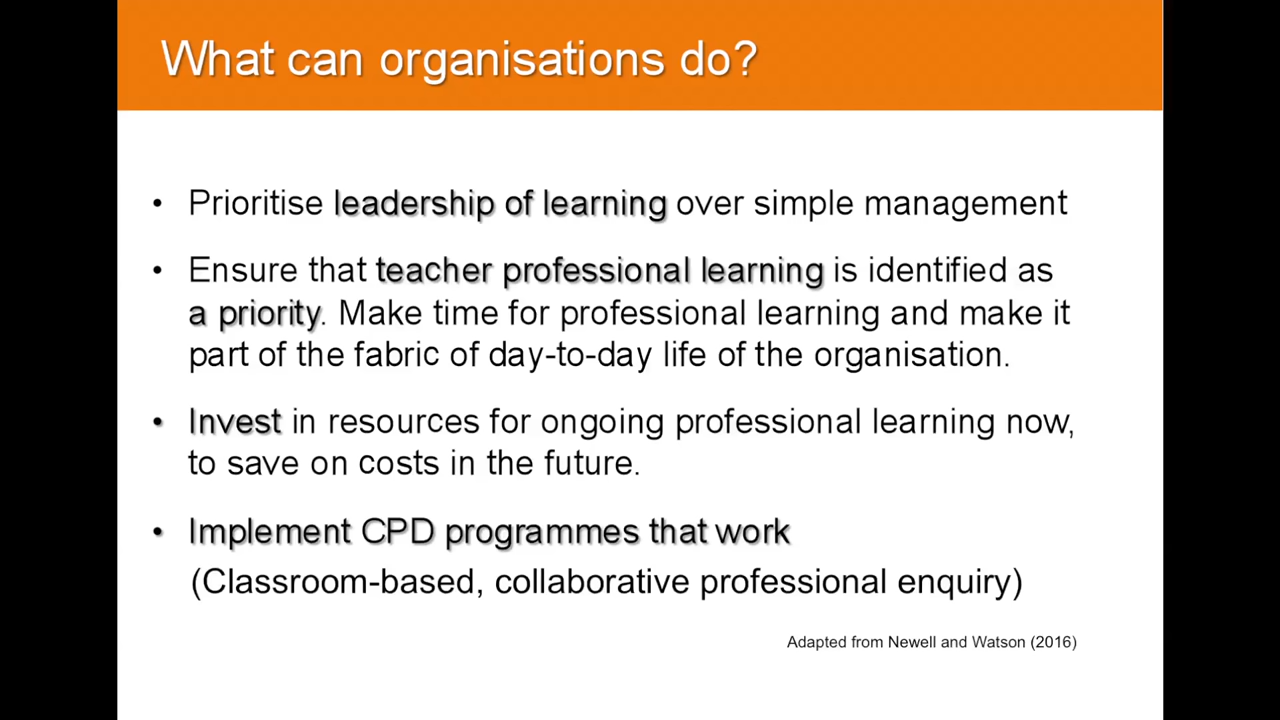 What can organisations do?
• Prioritise leadership of learning over simple management
• Ensure that teacher professional learning is identified as
a priority. Make time for professional learning and make it
part of the fabric of day-to-day life of the organisation.
• Invest in resources for ongoing professional learning now,
to save on costs in the future.
• Implement CPD programmes that work
(Classroom-based, collaborative professional enquiry)
Adapted from Newell and Watson (2016)